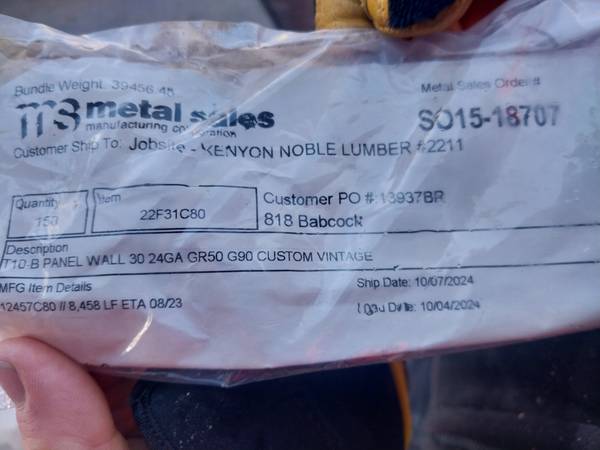 Bundle Weight: 39456.45
Metal Sales Order#
ms metal sales
manufacturing corporation
SO15-18707
Customer Ship To: Jobsite - KENYON NOBLE LUMBER #2211
Quantity
150
Item
22F31C80
Customer PO #:13937BR
818 Babcock
Description
T10-B PANEL WALL 30 24GA GR50 G90 CUSTOM VINTAGE
MFG Item Details
12457C80 // 8,458 LF ETA 08/23
Ship Date: 10/07/2024
Date: 10/04/2024